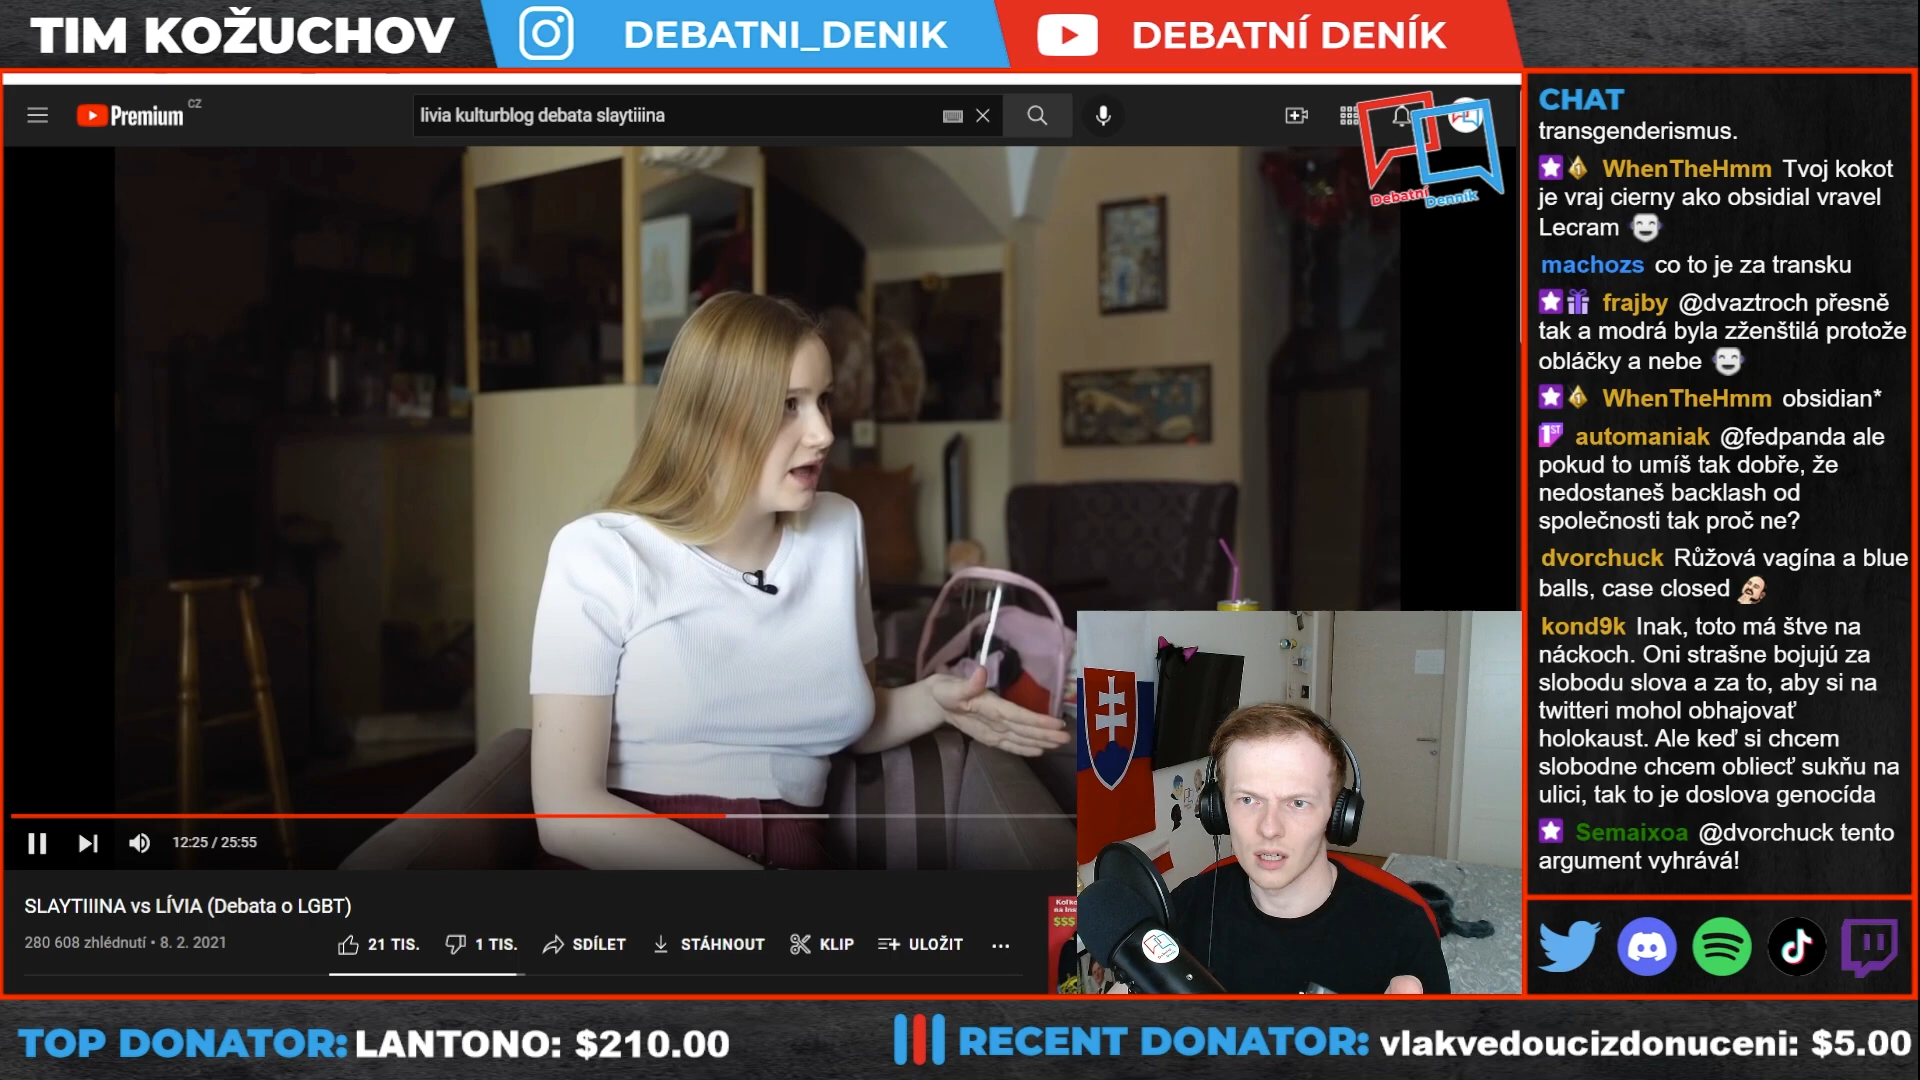 TIM KOŽUCHOV
DEBATNI_DENIK
DEBATNÍ DENÍK
Premium CZ
livia kulturblog debata slaytiiina
Debatní
Denník
12:25 / 25:55
SLAYTIIINA vs LÍVIA (Debata o LGBT)
280 608 zhlédnutí • 8. 2. 2021
21 TIS.
1 TIS.
SDÍLET
STÁHNOUT
KLIP
ULOŽIT
$$$
CHAT
transgenderismus.
WhenTheHmm Tvoj kokot
je vraj cierny ako obsidial vravel
Lecram
machozs co to je za transku
frajby @dvaztroch přesně
tak a modrá byla zženštilá protože
obláčky a nebe
WhenTheHmm obsidian*
1ST automaniak @fedpanda ale
pokud to umíš tak dobře, že
nedostaneš backlash od
společnosti tak proč ne?
dvorchuck Růžová vagína a blue
balls, case closed
kond9k Inak, toto má štve na
náckoch. Oni strašne bojujú za
slobodu slova a za to, aby si na
twitteri mohol obhajovať
holokaust. Ale keď si chcem
slobodne chcem obliecť sukňu na
ulici, tak to je doslova genocída
Semaixoa @dvorchuck tento
argument vyhrává!
TOP DONATOR: LANTONO: $210.00
RECENT DONATOR: vlakvedoucizdonuceni: $5.00